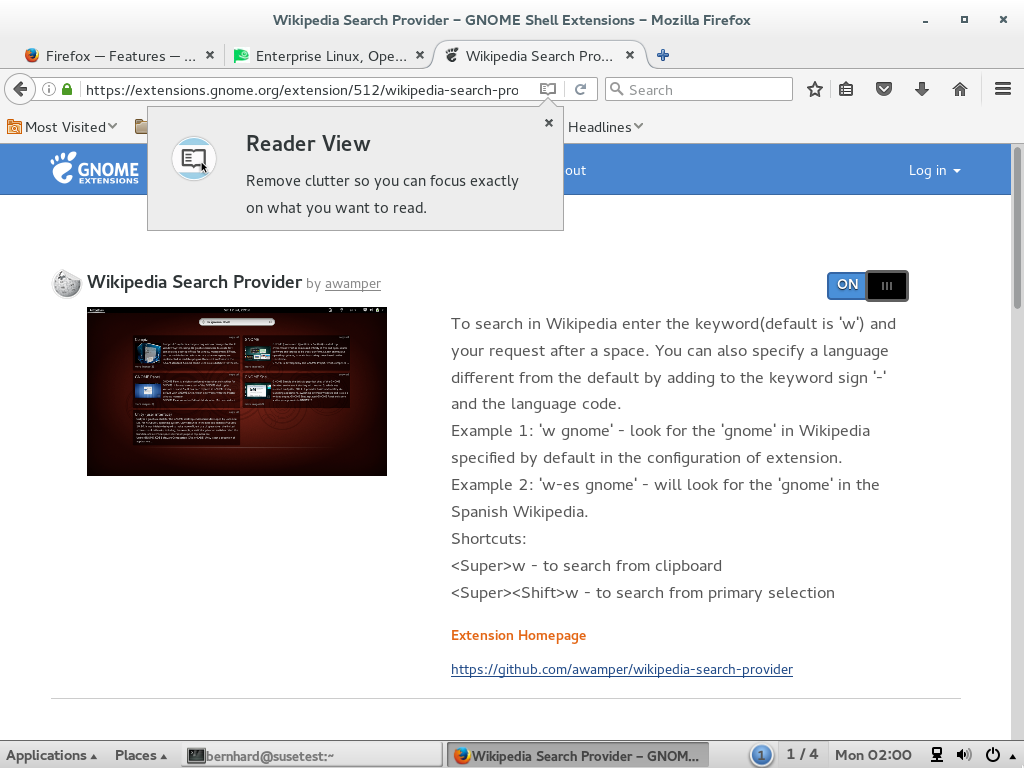 Wikipedia Search Provider – GNOME Shell Extensions – Mozilla Firefox
Firefox — Features — ...
Enterprise Linux, Ope...
Wikipedia Search Pro...
https://extensions.gnome.org/extension/512/wikipedia-search-pro
Search
Most Visited
Headlines
Reader View
Remove clutter so you can focus exactly
on what you want to read.
GNOME
EXTENSIONS
out
Log in
Wikipedia Search Provider by awamper
ON
To search in Wikipedia enter the keyword(default is 'w') and
your request after a space. You can also specify a language
different from the default by adding to the keyword sign '-'
and the language code.
Example 1: 'w gnome' - look for the 'gnome' in Wikipedia
specified by default in the configuration of extension.
Example 2: 'w-es gnome' - will look for the 'gnome' in the
Spanish Wikipedia.
Shortcuts:
<Super>w - to search from clipboard
<Super><Shift>w - to search from primary selection
Extension Homepage
https://github.com/awamper/wikipedia-search-provider
Applications
Places
bernhard@susetest:~
Wikipedia Search Provider – GNOM...
1
1 / 4
Mon 02:00